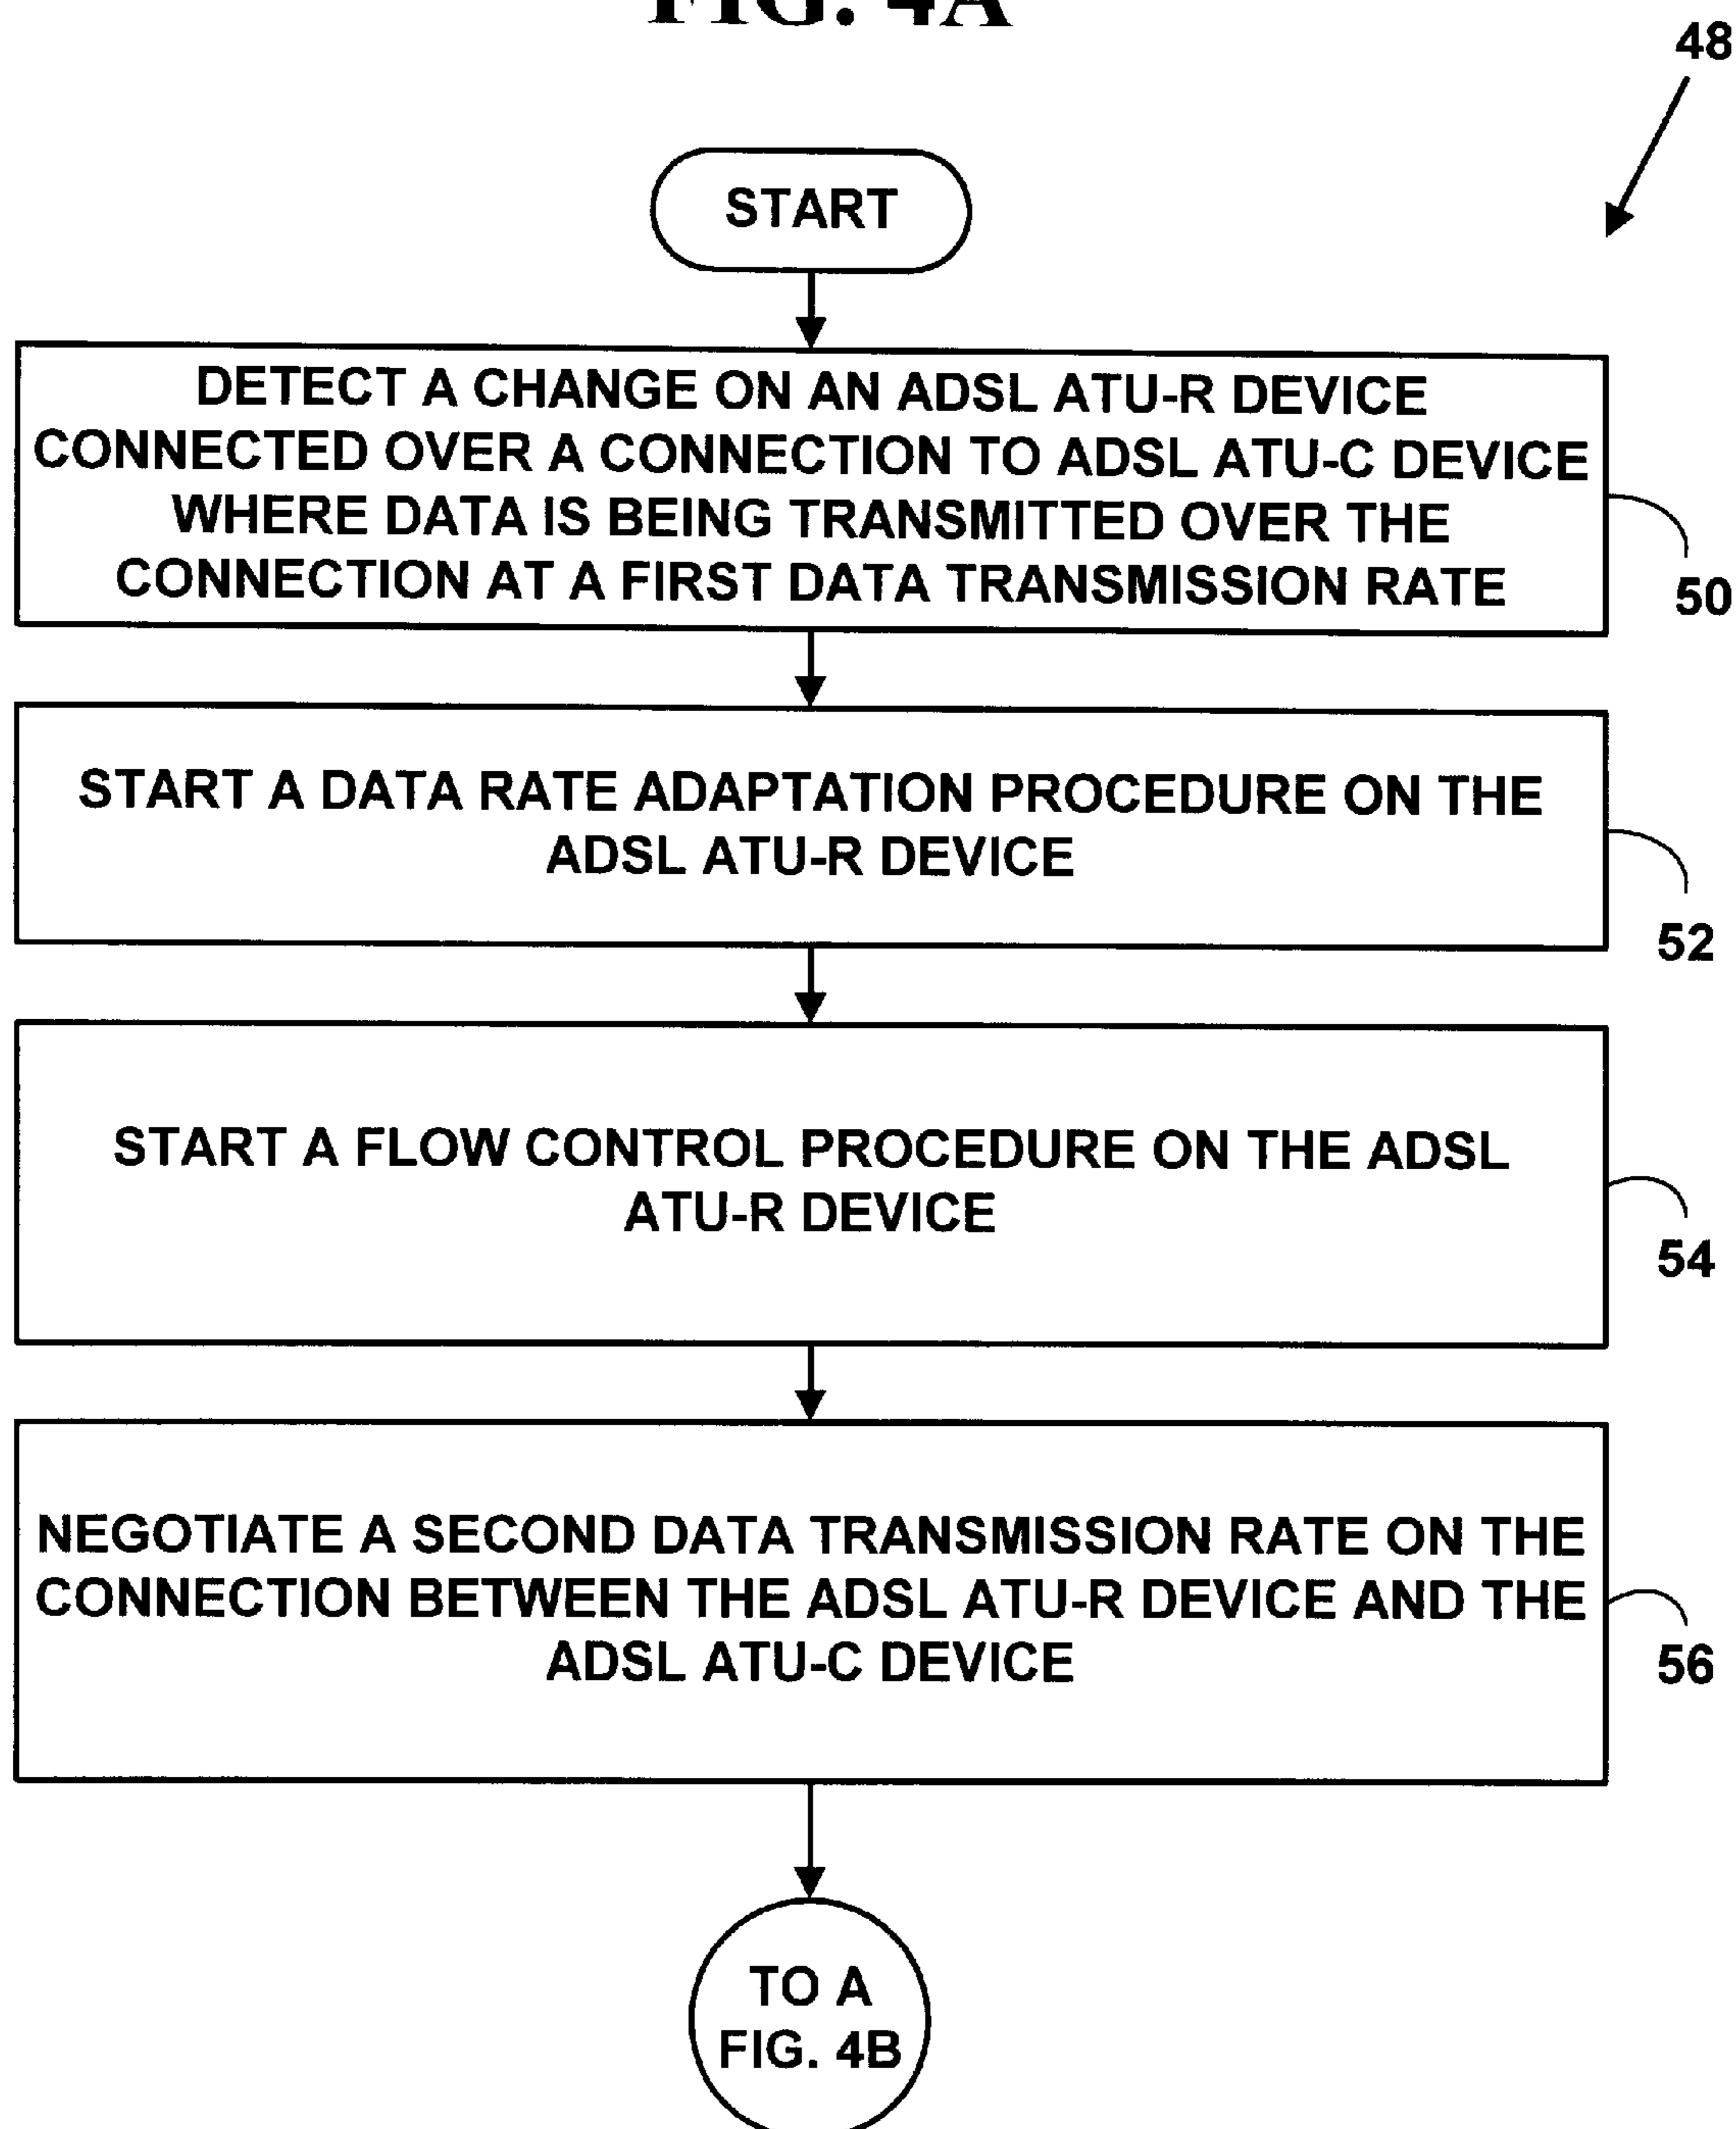 FIG. 4A
48
START
DETECT A CHANGE ON AN ADSL ATU-R DEVICE
CONNECTED OVER A CONNECTION TO ADSL ATU-C DEVICE
WHERE DATA IS BEING TRANSMITTED OVER THE
CONNECTION AT A FIRST DATA TRANSMISSION RATE
50
START A DATA RATE ADAPTATION PROCEDURE ON THE
ADSL ATU-R DEVICE
52
START A FLOW CONTROL PROCEDURE ON THE ADSL
ATU-R DEVICE
54
NEGOTIATE A SECOND DATA TRANSMISSION RATE ON THE
CONNECTION BETWEEN THE ADSL ATU-R DEVICE AND THE
ADSL ATU-C DEVICE
56
TO A
FIG. 4B